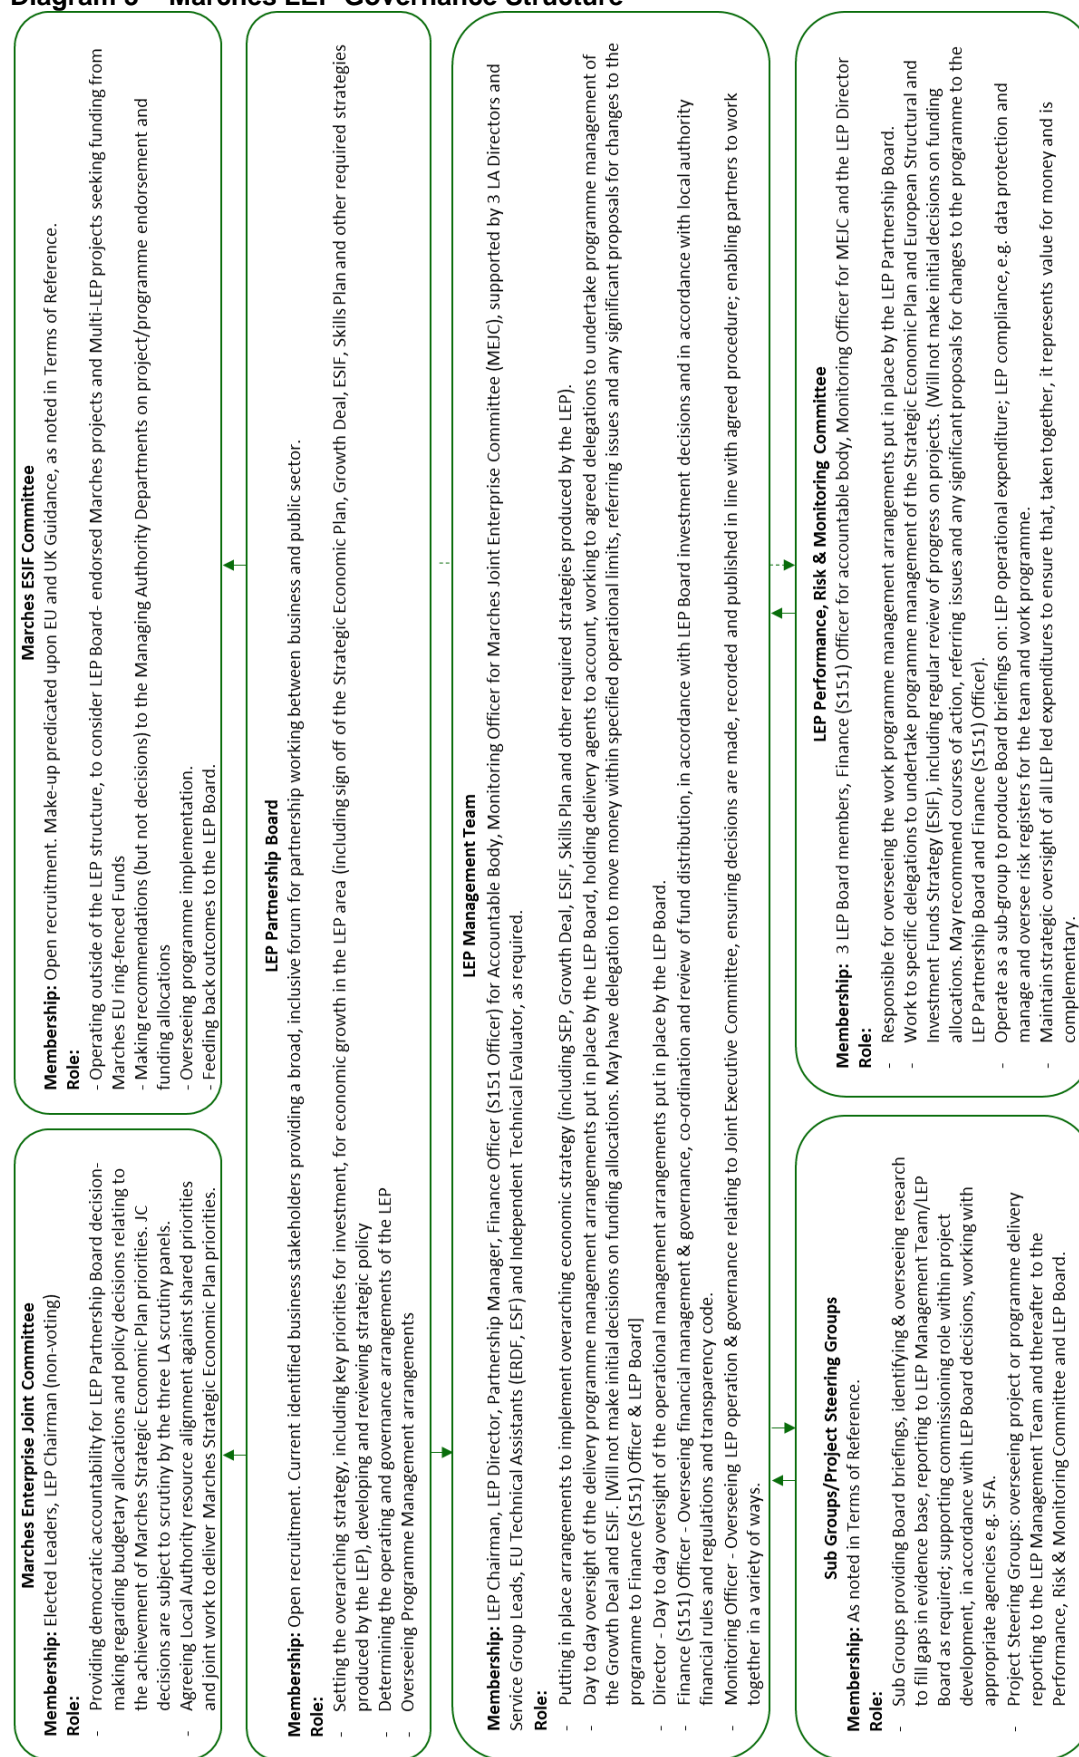 Diagram 3 – Marches LEP Governance Structure
Marches Enterprise Joint Committee
Membership: Elected Leaders, LEP Chairman (non-voting)
Role:
- Providing democratic accountability for LEP Partnership Board decision-
making regarding budgetary allocations and policy decisions relating to
the achievement of Marches Strategic Economic Plan priorities. JC
decisions are subject to scrutiny by the three LA scrutiny panels.
- Agreeing Local Authority resource alignment against shared priorities
and joint work to deliver Marches Strategic Economic Plan priorities.
Marches ESIF Committee
Membership: Open recruitment. Make-up predicated upon EU and UK Guidance, as noted in Terms of Reference.
Role:
- Operating outside of the LEP structure, to consider LEP Board- endorsed Marches projects and Multi-LEP projects seeking funding from
Marches EU ring-fenced Funds
- Making recommendations (but not decisions) to the Managing Authority Departments on project/programme endorsement and
funding allocations
- Overseeing programme implementation.
- Feeding back outcomes to the LEP Board.
LEP Partnership Board
Membership: Open recruitment. Current identified business stakeholders providing a broad, inclusive forum for partnership working between business and public sector.
Role:
- Setting the overarching strategy, including key priorities for investment, for economic growth in the LEP area (including sign off of the Strategic Economic Plan, Growth Deal, ESIF, Skills Plan and other required strategies
produced by the LEP), developing and reviewing strategic policy
- Determining the operating and governance arrangements of the LEP
- Overseeing Programme Management arrangements
LEP Management Team
Membership: LEP Chairman, LEP Director, Partnership Manager, Finance Officer (S151 Officer) for Accountable Body, Monitoring Officer for Marches Joint Enterprise Committee (MEJC), supported by 3 LA Directors and
Service Group Leads, EU Technical Assistants (ERDF, ESF) and Independent Technical Evaluator, as required.
Role:
- Putting in place arrangements to implement overarching economic strategy (including SEP, Growth Deal, ESIF, Skills Plan and other required strategies produced by the LEP).
- Day to day oversight of the delivery programme management arrangements put in place by the LEP Board, holding delivery agents to account, working to agreed delegations to undertake programme management of
the Growth Deal and ESIF. [Will not make initial decisions on funding allocations. May have delegation to move money within specified operational limits, referring issues and any significant proposals for changes to the
programme to Finance (S151) Officer & LEP Board]
- Director - Day to day oversight of the operational management arrangements put in place by the LEP Board.
- Finance (S151) Officer - Overseeing financial management & governance, co-ordination and review of fund distribution, in accordance with LEP Board investment decisions and in accordance with local authority
financial rules and regulations and transparency code.
- Monitoring Officer - Overseeing LEP operation & governance relating to Joint Executive Committee, ensuring decisions are made, recorded and published in line with agreed procedure; enabling partners to work
together in a variety of ways.
Sub Groups/Project Steering Groups
Membership: As noted in Terms of Reference.
Role:
- Sub Groups providing Board briefings, identifying & overseeing research
to fill gaps in evidence base, reporting to LEP Management Team/LEP
Board as required; supporting commissioning role within project
development, in accordance with LEP Board decisions, working with
appropriate agencies e.g. SFA.
- Project Steering Groups: overseeing project or programme delivery
reporting to the LEP Management Team and thereafter to the
Performance, Risk & Monitoring Committee and LEP Board.
LEP Performance, Risk & Monitoring Committee
Membership: 3 LEP Board members, Finance (S151) Officer for accountable body, Monitoring Officer for MEJC and the LEP Director
Role:
- Responsible for overseeing the work programme management arrangements put in place by the LEP Partnership Board.
- Work to specific delegations to undertake programme management of the Strategic Economic Plan and European Structural and
Investment Funds Strategy (ESIF), including regular review of progress on projects. (Will not make initial decisions on funding
allocations. May recommend courses of action, referring issues and any significant proposals for changes to the programme to the
LEP Partnership Board and Finance (S151) Officer).
- Operate as a sub-group to produce Board briefings on: LEP operational expenditure; LEP compliance, e.g. data protection and
manage and oversee risk registers for the team and work programme.
- Maintain strategic oversight of all LEP led expenditures to ensure that, taken together, it represents value for money and is
complementary.